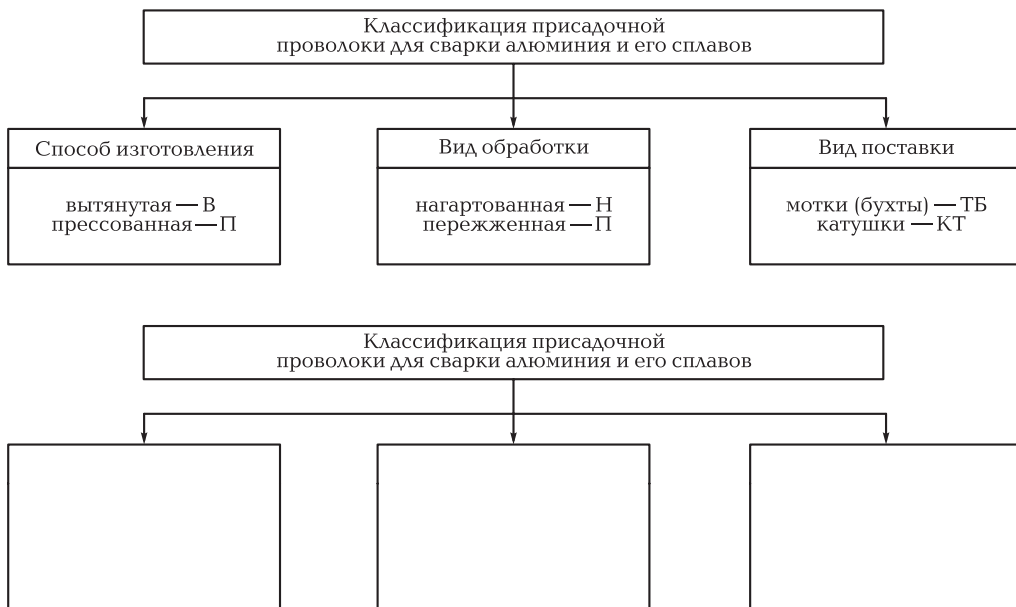 Классификация присадочной
проволоки для сварки алюминия и его сплавов
Способ изготовления
вытянутая — В
прессованная — П
Вид обработки
нагартованная — Н
пережженная — П
Вид поставки
мотки (бухты) — ТБ
катушки — КТ
Классификация присадочной
проволоки для сварки алюминия и его сплавов